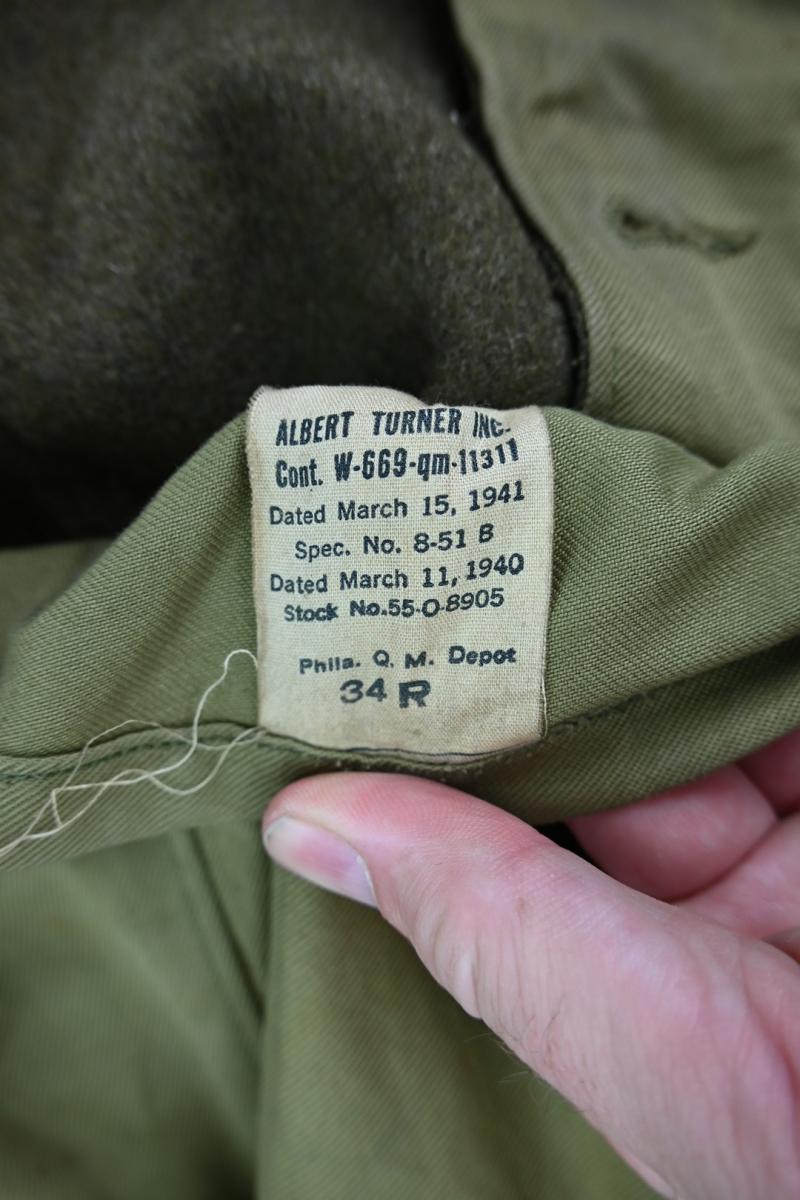 ALBERT TURNER INC.
Cont. W-669-qm-11311
Dated March 15, 1941
Spec. No. 8-51 B
Dated March 11, 1940
Stock No.55-O-8905
Phila. Q. M. Depot
34 R